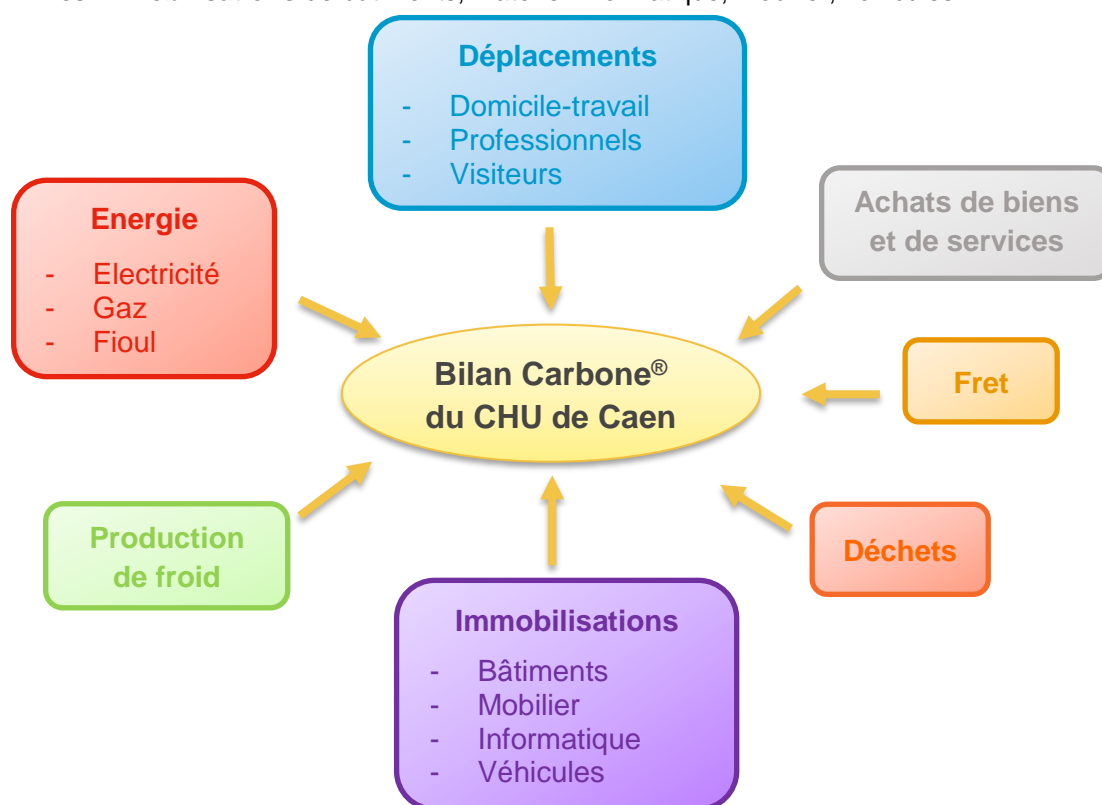 Déplacements
- Domicile-travail
- Professionnels
- Visiteurs
Energie
- Electricité
- Gaz
- Fioul
Achats de biens
et de services
Bilan Carbone®
du CHU de Caen
Fret
Production
de froid
Déchets
Immobilisations
- Bâtiments
- Mobilier
- Informatique
- Véhicules